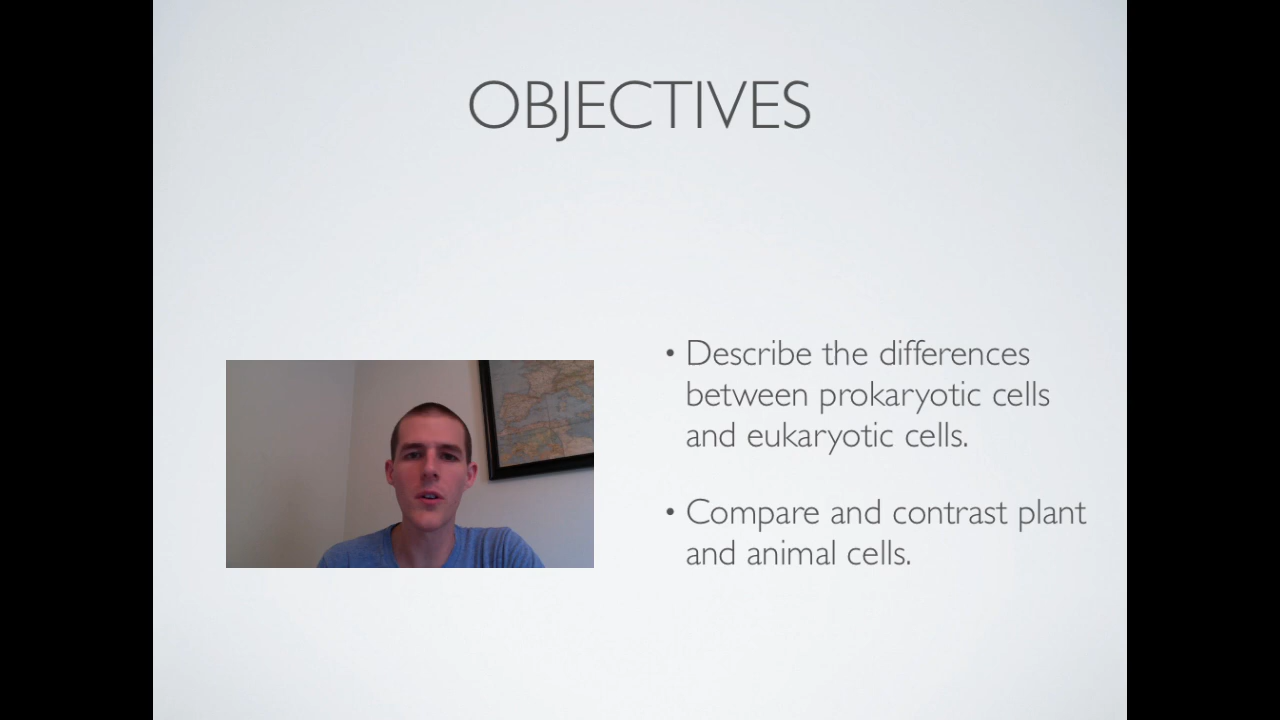 OBJECTIVES
• Describe the differences
between prokaryotic cells
and eukaryotic cells.
• Compare and contrast plant
and animal cells.